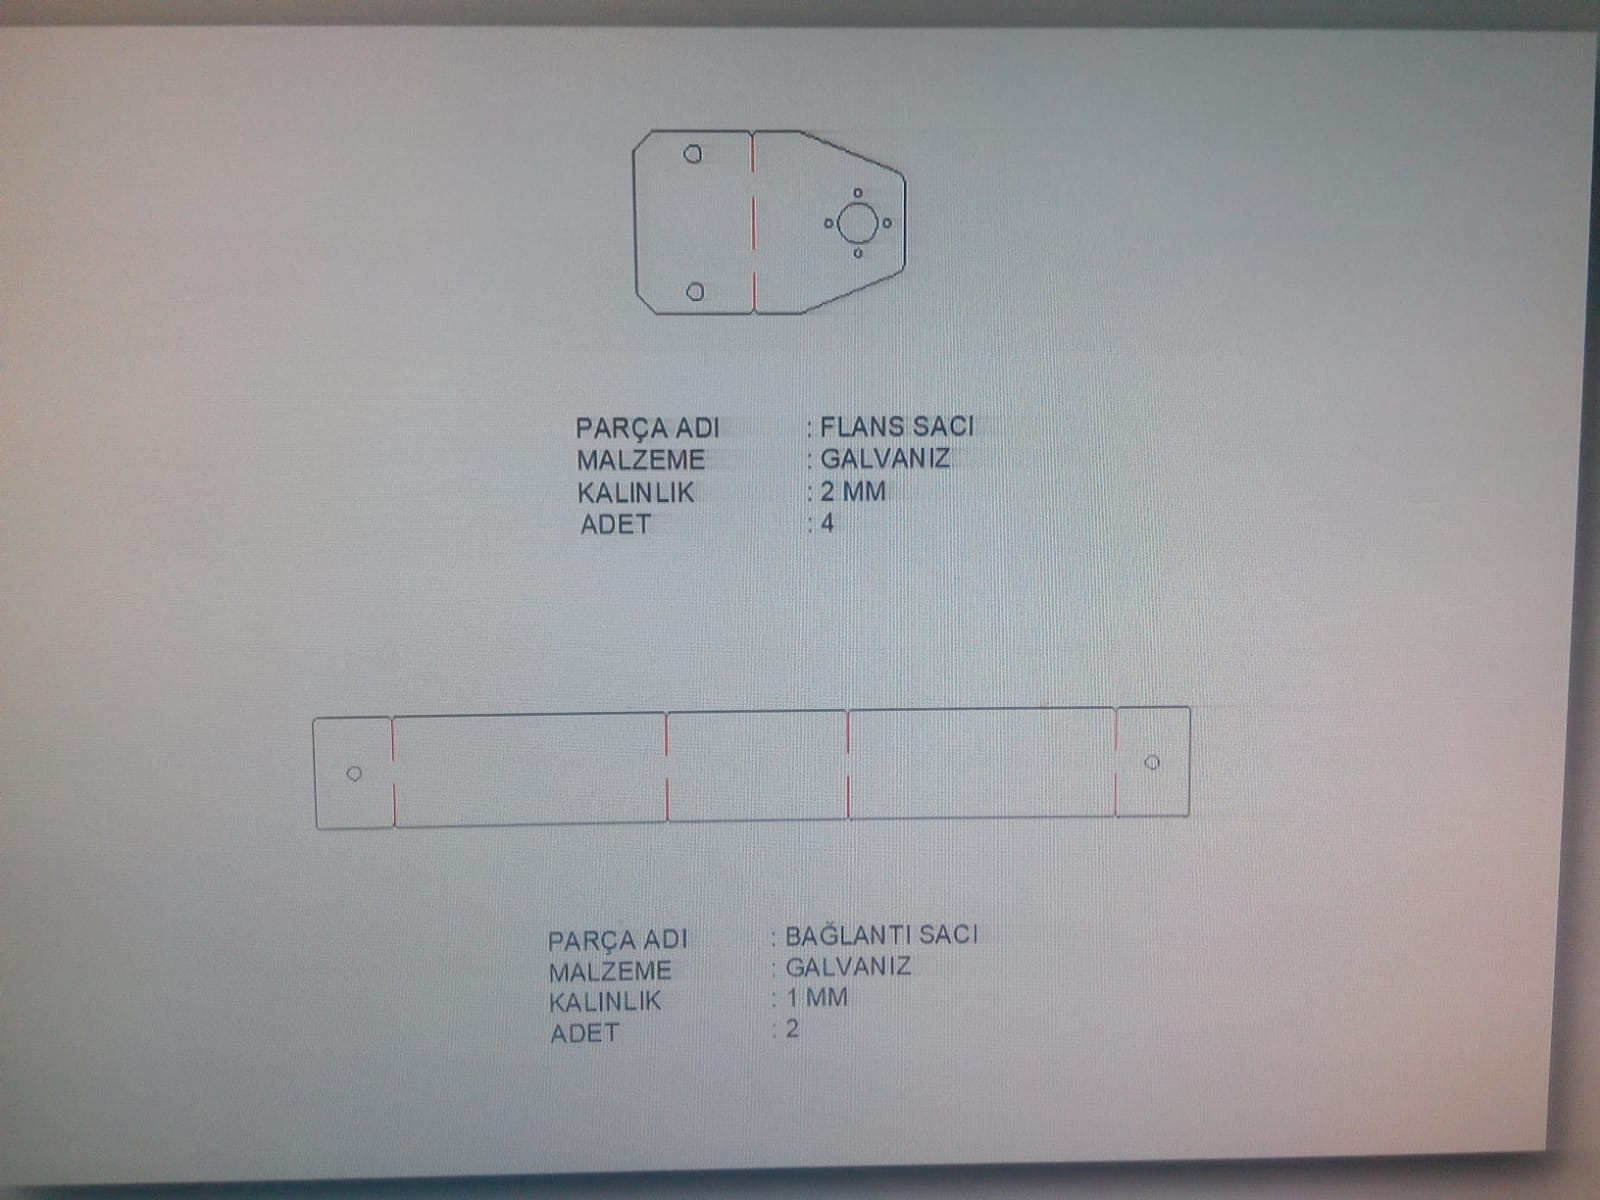 PARÇA ADI : FLANS SACI
MALZEME : GALVANIZ
KALINLIK : 2 MM
ADET : 4
PARÇA ADI : BAĞLANTI SACI
MALZEME : GALVANIZ
KALINLIK : 1 MM
ADET : 2